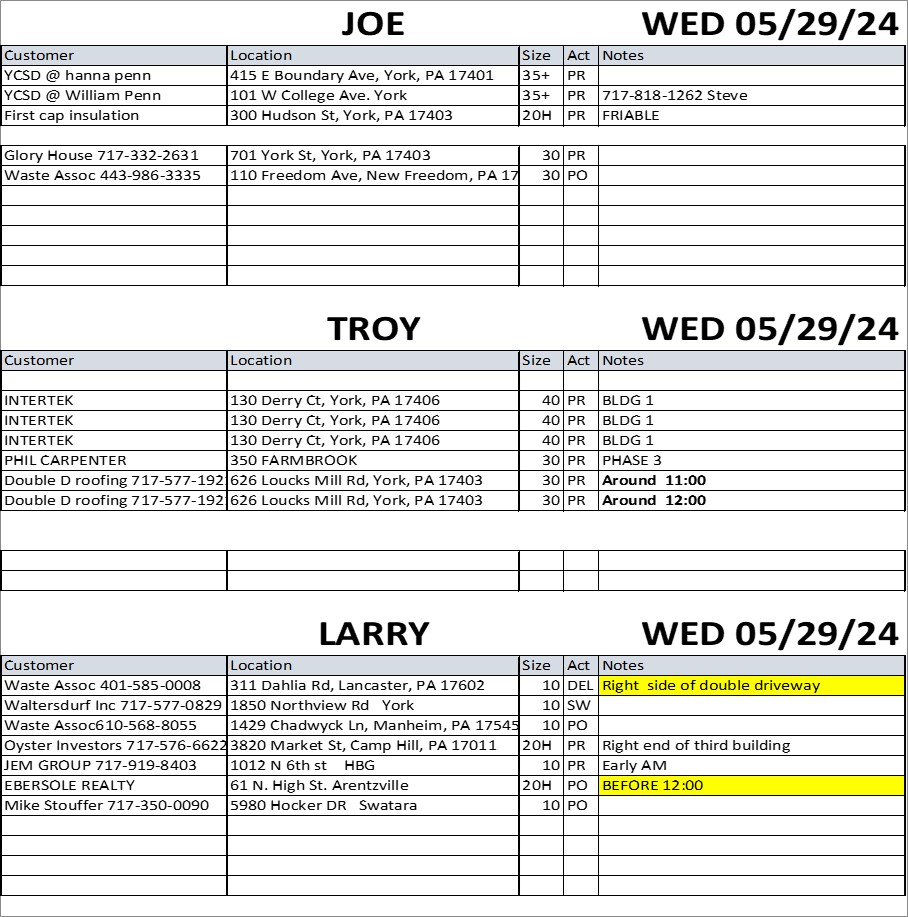 JOE WED 05/29/24
Customer Location Size Act Notes
YCSD @ hanna penn 415 E Boundary Ave, York, PA 17401 35+ PR
YCSD @ William Penn 101 W College Ave. York 35+ PR 717-818-1262 Steve
First cap insulation 300 Hudson St, York, PA 17403 20H PR FRIABLE
Glory House 717-332-2631 701 York St, York, PA 17403 30 PR
Waste Assoc 443-986-3335 110 Freedom Ave, New Freedom, PA 17 30 PO
TROY WED 05/29/24
Customer Location Size Act Notes
INTERTEK 130 Derry Ct, York, PA 17406 40 PR BLDG 1
INTERTEK 130 Derry Ct, York, PA 17406 40 PR BLDG 1
INTERTEK 130 Derry Ct, York, PA 17406 40 PR BLDG 1
PHIL CARPENTER 350 FARMBROOK 30 PR PHASE 3
Double D roofing 717-577-192 626 Loucks Mill Rd, York, PA 17403 30 PR Around 11:00
Double D roofing 717-577-192 626 Loucks Mill Rd, York, PA 17403 30 PR Around 12:00
LARRY WED 05/29/24
Customer Location Size Act Notes
Waste Assoc 401-585-0008 311 Dahlia Rd, Lancaster, PA 17602 10 DEL Right side of double driveway
Waltersdurf Inc 717-577-0829 1850 Northview Rd York 10 SW
Waste Assoc610-568-8055 1429 Chadwyck Ln, Manheim, PA 17545 10 PO
Oyster Investors 717-576-6622 3820 Market St, Camp Hill, PA 17011 20H PR Right end of third building
JEM GROUP 717-919-8403 1012 N 6th st HBG 10 PR Early AM
EBERSOLE REALTY 61 N. High St. Arentzville 20H PO BEFORE 12:00
Mike Stouffer 717-350-0090 5980 Hocker DR Swatara 10 PO